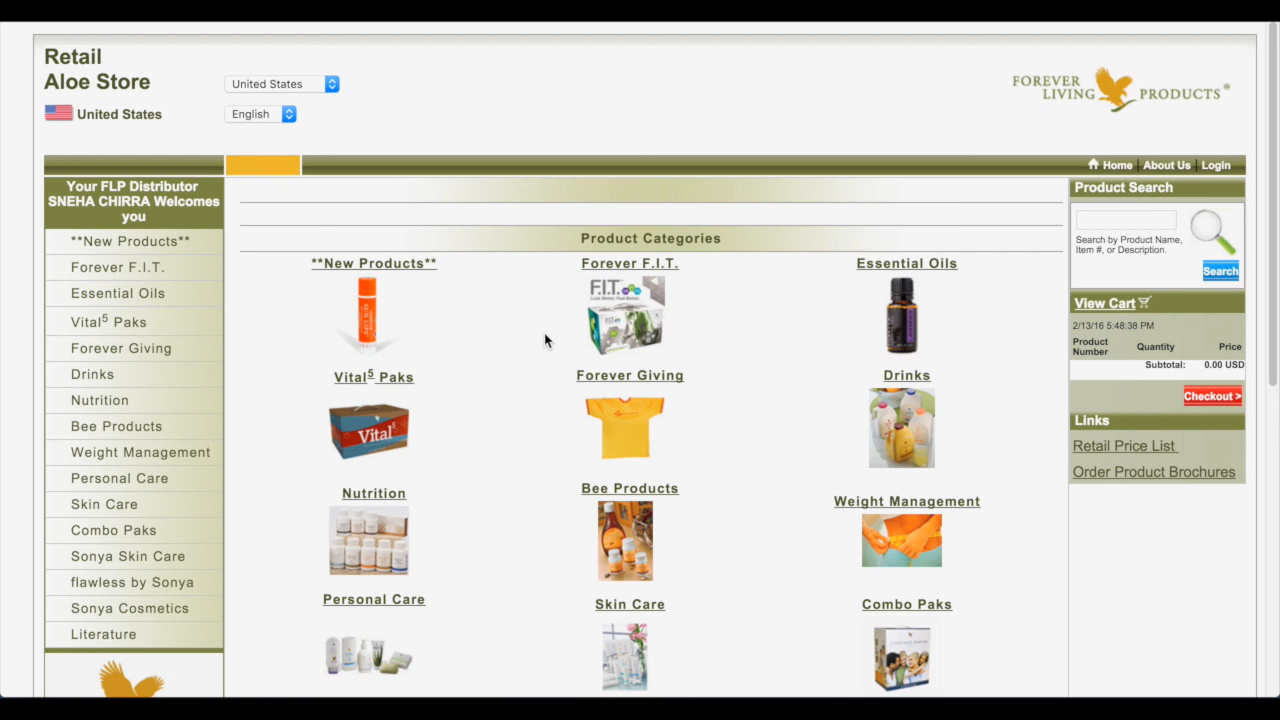 Retail
Aloe Store
United States
United States
English
FOREVER
LIVING PRODUCTS®
Home | About Us | Login
Your FLP Distributor
SNEHA CHIRRA Welcomes
you
**New Products**
Forever F.I.T.
Essential Oils
Vital5 Paks
Forever Giving
Drinks
Nutrition
Bee Products
Weight Management
Personal Care
Skin Care
Combo Paks
Sonya Skin Care
flawless by Sonya
Sonya Cosmetics
Literature
Product Categories
**New Products**
Forever F.I.T.
Essential Oils
F.I.T.
Vital5 Paks
Forever Giving
Drinks
Vital5
Nutrition
Bee Products
Weight Management
Personal Care
Skin Care
Combo Paks
Product Search
Search by Product Name,
Item #, or Description.
Search
View Cart
2/13/16 5:48:38 PM
Product
Number Quantity Price
Subtotal: 0.00 USD
Checkout >
Links
Retail Price List
Order Product Brochures